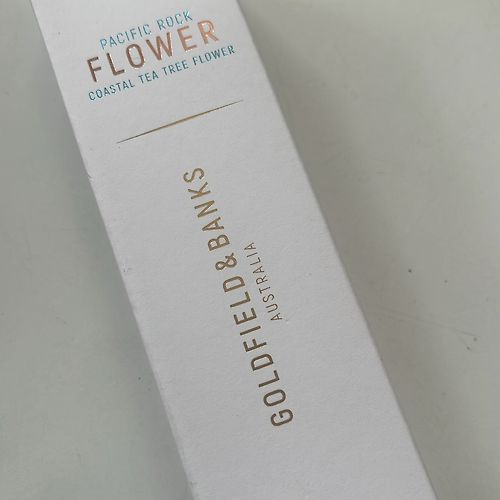 PACIFIC ROCK
FLOWER
COASTAL TEA TREE FLOWER
GOLDFIELD & BANKS
AUSTRALIA